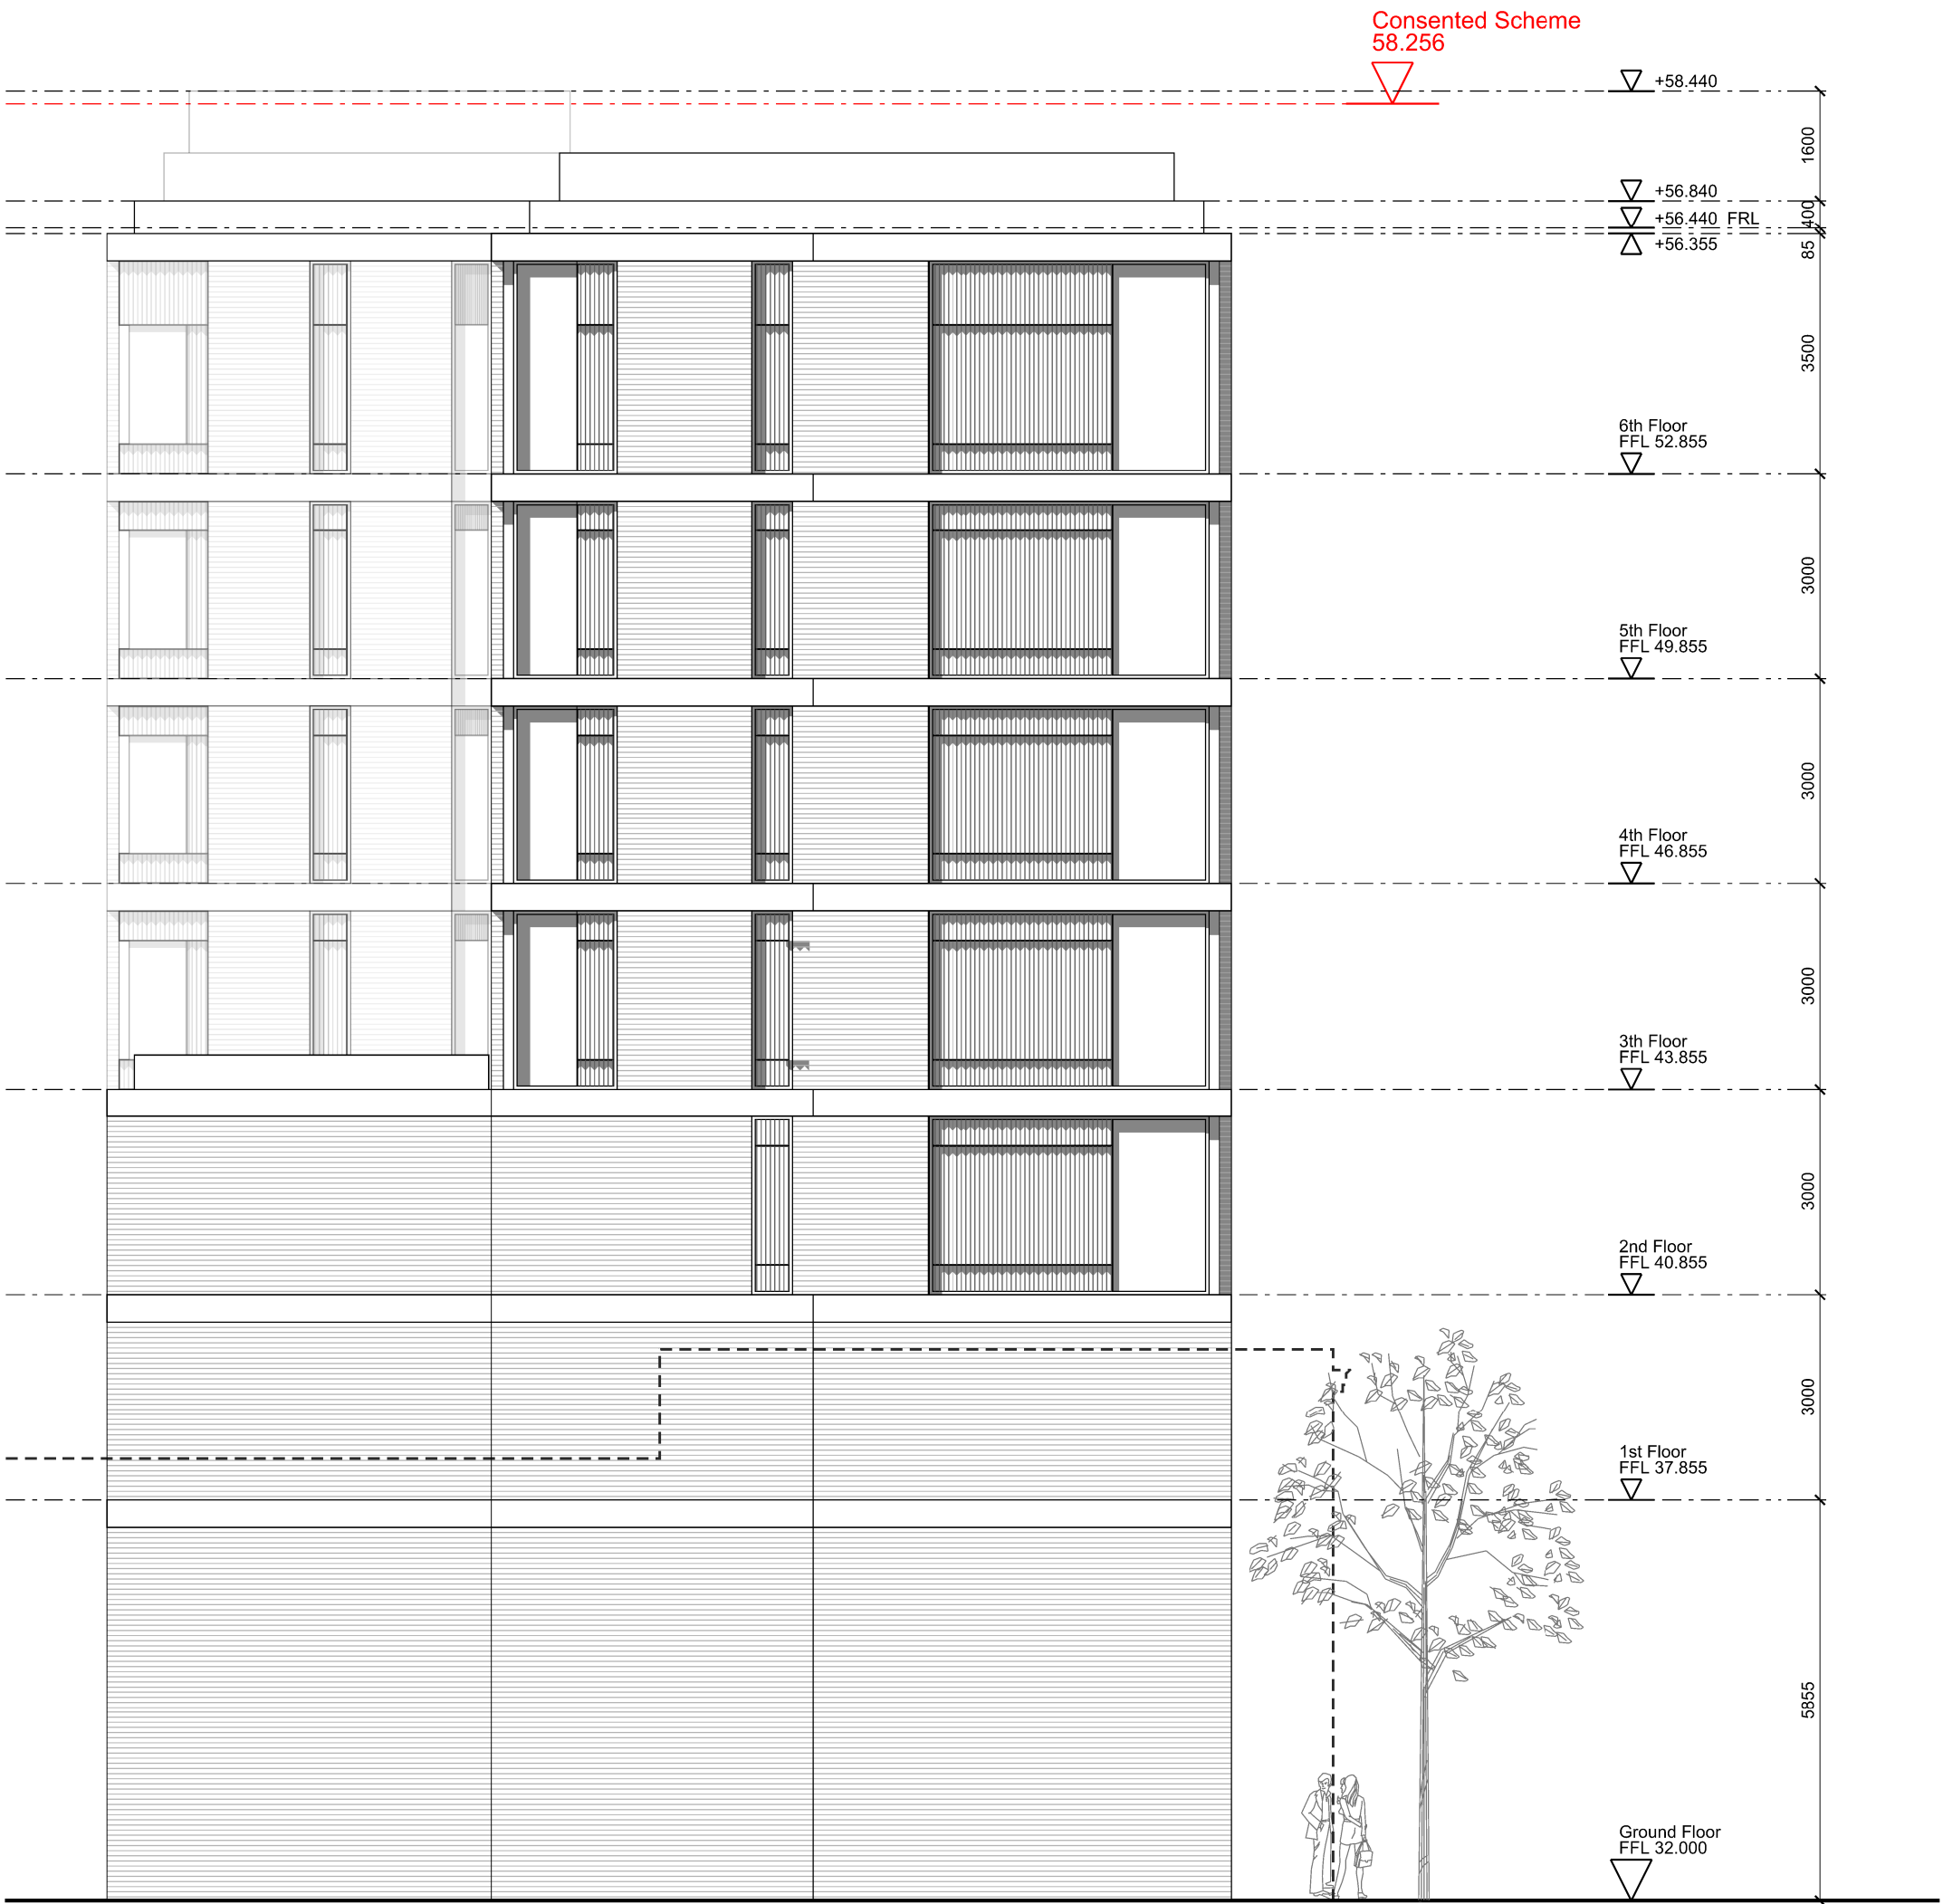 Consented Scheme
58.256
+58.440
1600
+56.840
400
+56.440 FRL
+56.355
85
3500
6th Floor
FFL 52.855
3000
5th Floor
FFL 49.855
3000
4th Floor
FFL 46.855
3000
3th Floor
FFL 43.855
3000
2nd Floor
FFL 40.855
3000
1st Floor
FFL 37.855
5855
Ground Floor
FFL 32.000